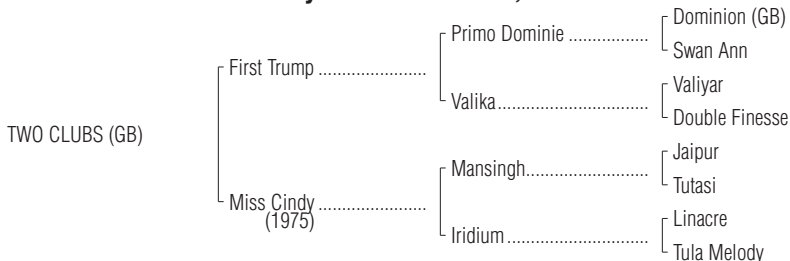 Primo Dominie
Dominion (GB)
Swan Ann
First Trump
Valika
Valiyar
Double Finesse
TWO CLUBS (GB)
Mansingh
Jaipur
Tutasi
Miss Cindy
(1975)
Iridium
Linacre
Tula Melody